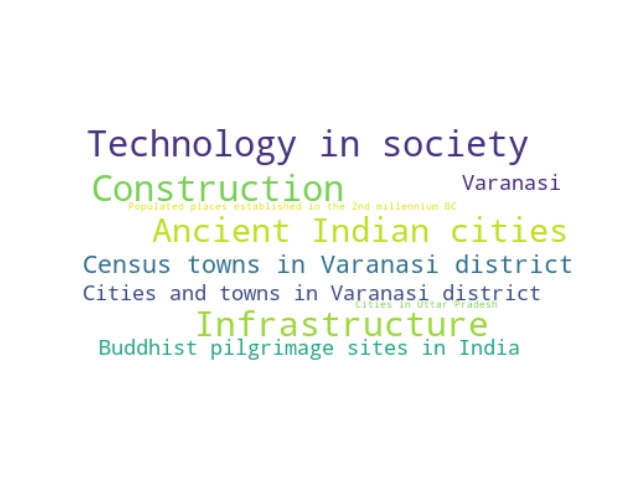 Technology in society
Construction
Varanasi
Populated places established in the 2nd millennium BC
Ancient Indian cities
Census towns in Varanasi district
Cities and towns in Varanasi district
Cities in Uttar Pradesh
Infrastructure
Buddhist pilgrimage sites in India